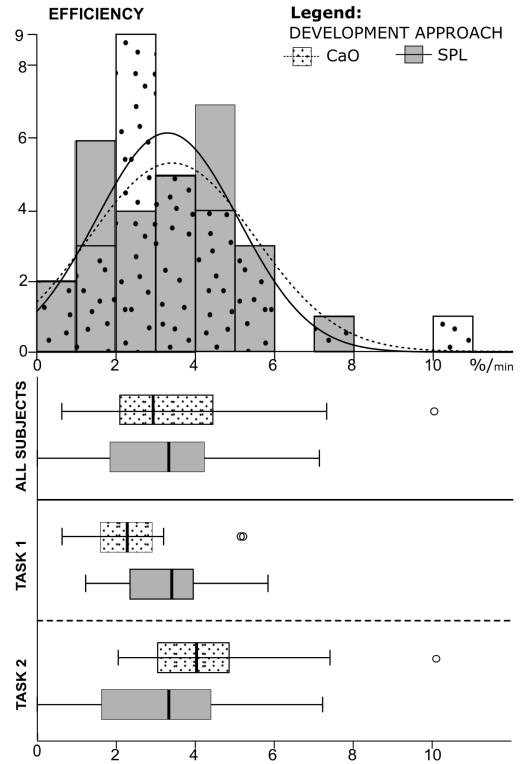 EFFICIENCY
Legend:
DEVELOPMENT APPROACH
CaO SPL
9
8
6
4
2
0
0 2 4 6 8 10 %/min
ALL SUBJECTS
TASK 1
TASK 2
0 2 4 6 8 10